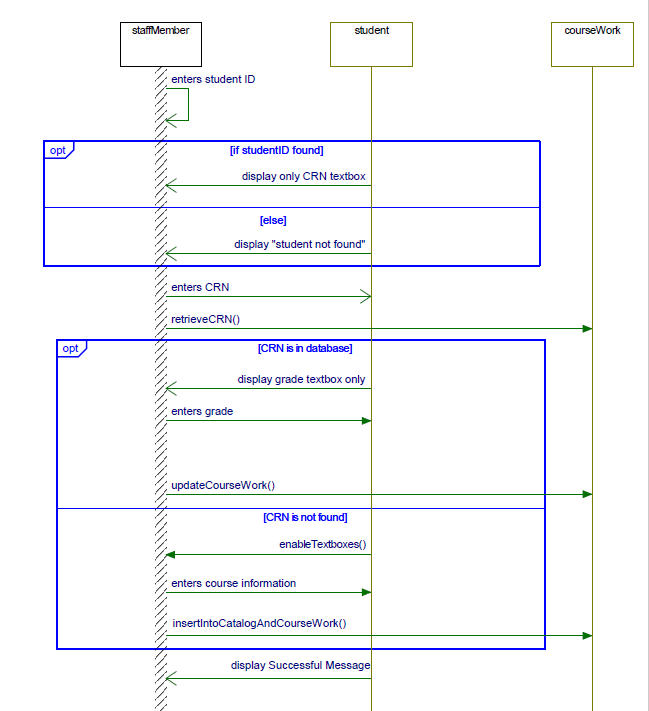 staffMember
student
courseWork
enters student ID
opt
[if studentID found]
display only CRN textbox
[else]
display "student not found"
enters CRN
retrieveCRN()
opt
[CRN is in database]
display grade textbox only
enters grade
updateCourseWork()
[CRN is not found]
enableTextboxes()
enters course information
insertIntoCatalogAndCourseWork()
display Successful Message